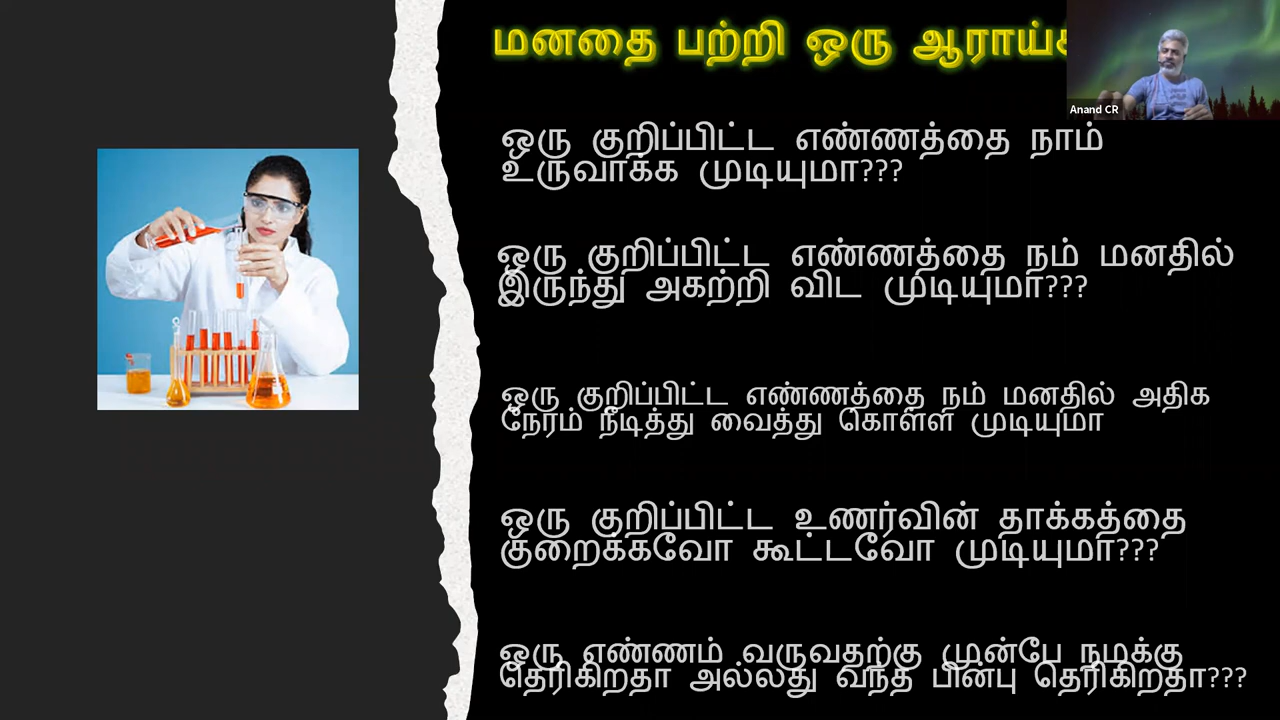 மனதை பற்றி ஒரு
Anand CR
ஒரு குறிப்பிட்ட எண்ணத்தை நாம்
உருவாக்க முடியுமா???
ஒரு குறிப்பிட்ட எண்ணத்தை நம் மனதில்
இருந்து அகற்றி விட முடியுமா???
ஒரு குறிப்பிட்ட எண்ணத்தை நம் மனதில் அதிக
நேரம் நீடித்து வைத்து கொள்ள முடியுமா
ஒரு குறிப்பிட்ட உணர்வின் தாக்கத்தை
குறைக்கவோ கூட்டவோ முடியுமா???
ஒரு எண்ணம் வருவதற்கு முன்பே நமக்கு
தெரிகிறதா அல்லது வந்த பின்பு தெரிகிறதா???